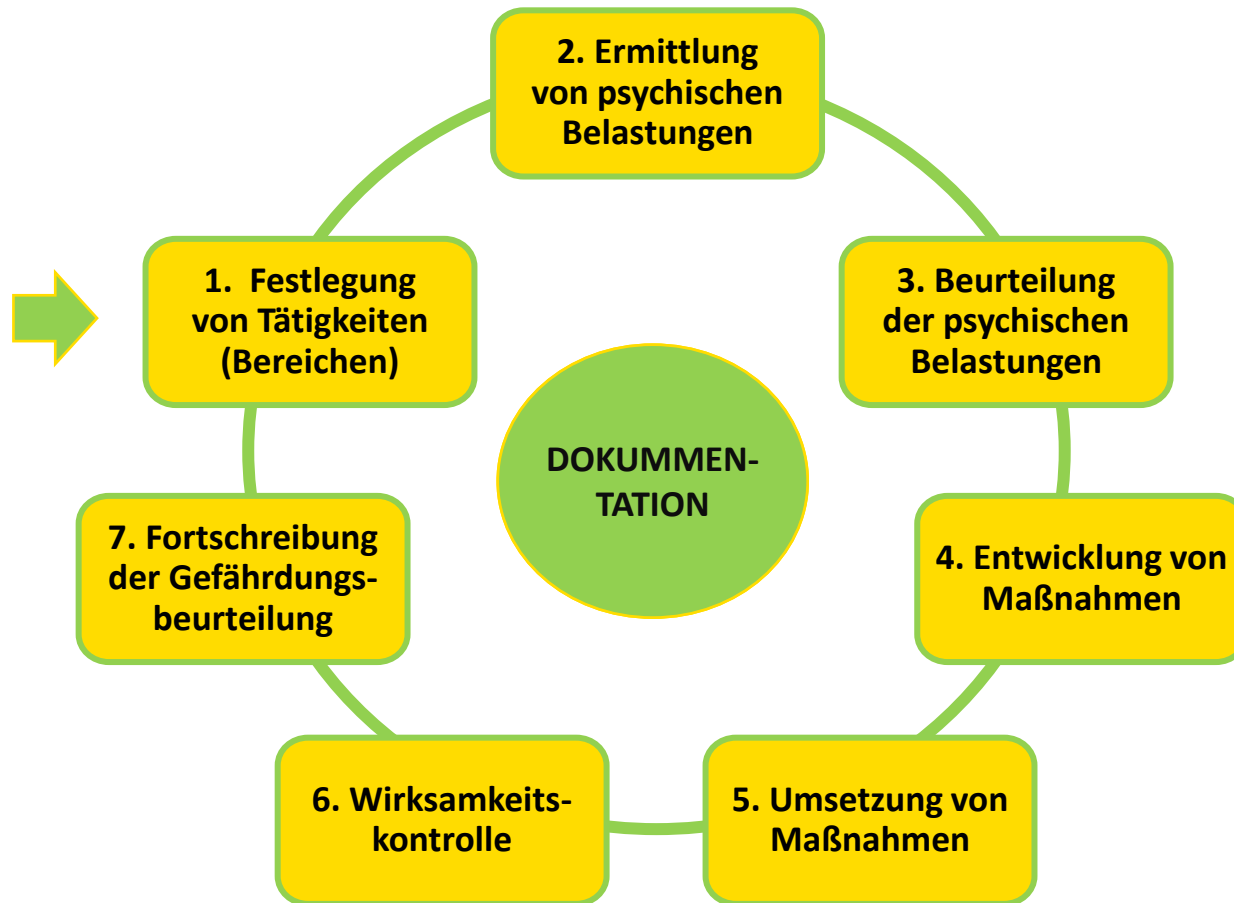 1. Festlegung
von Tätigkeiten
(Bereichen)
2. Ermittlung
von psychischen
Belastungen
3. Beurteilung
der psychischen
Belastungen
4. Entwicklung von
Maßnahmen
5. Umsetzung von
Maßnahmen
6. Wirksamkeits-
kontrolle
7. Fortschreibung
der Gefährdungs-
beurteilung
DOKUMMEN-
TATION